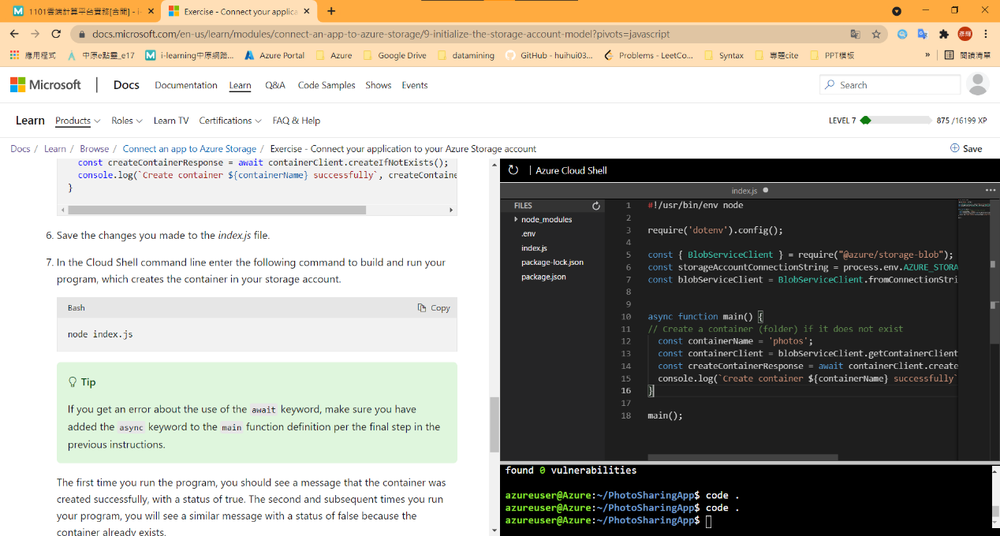 1101雲端計算平台實務[合開] - i-
Exercise - Connect your applica
docs.microsoft.com/en-us/learn/modules/connect-an-app-to-azure-storage/9-initialize-the-storage-account-model?pivots=javascript
應用程式
中原e點靈_e17
i-learning中原網路...
Azure Portal
Azure
Google Drive
datamining
GitHub - huihui03...
Problems - LeetCo...
Syntax
專題cite
PPT模板
»
閱讀清單
Microsoft
Docs
Documentation
Learn
Q&A
Code Samples
Shows
Events
Search
Learn
Products
Roles
Learn TV
Certifications
FAQ & Help
LEVEL 7
875 /16199 XP
Docs / Learn / Browse / Connect an app to Azure Storage / Exercise - Connect your application to your Azure Storage account
Save
const createContainerResponse = await containerClient.createIfNotExists();
console.log(`Create container ${containerName} successfully`, createContaine
}
6. Save the changes you made to the index.js file.
7. In the Cloud Shell command line enter the following command to build and run your
program, which creates the container in your storage account.
Bash
Copy
node index.js
Tip
If you get an error about the use of the await keyword, make sure you have
added the async keyword to the main function definition per the final step in the
previous instructions.
The first time you run the program, you should see a message that the container was
created successfully, with a status of true. The second and subsequent times you run
your program, you will see a similar message with a status of false because the
container already exists.
Azure Cloud Shell
index.js
FILES
node_modules
.env
index.js
package-lock.json
package.json
1 #!/usr/bin/env node
2
3 require('dotenv').config();
4
5 const { BlobServiceClient } = require("@azure/storage-blob");
6 const storageAccountConnectionString = process.env.AZURE_STORA
7 const blobServiceClient = BlobServiceClient.fromConnectionStri
8
9
10 async function main() {
11 // Create a container (folder) if it does not exist
12 const containerName = 'photos';
13 const containerClient = blobServiceClient.getContainerClient
14 const createContainerResponse = await containerClient.create
15 console.log(`Create container ${containerName} successfully`
16 }
17
18 main();
found 0 vulnerabilities
azureuser@Azure:~/PhotoSharingApp$ code .
azureuser@Azure:~/PhotoSharingApp$ code .
azureuser@Azure:~/PhotoSharingApp$